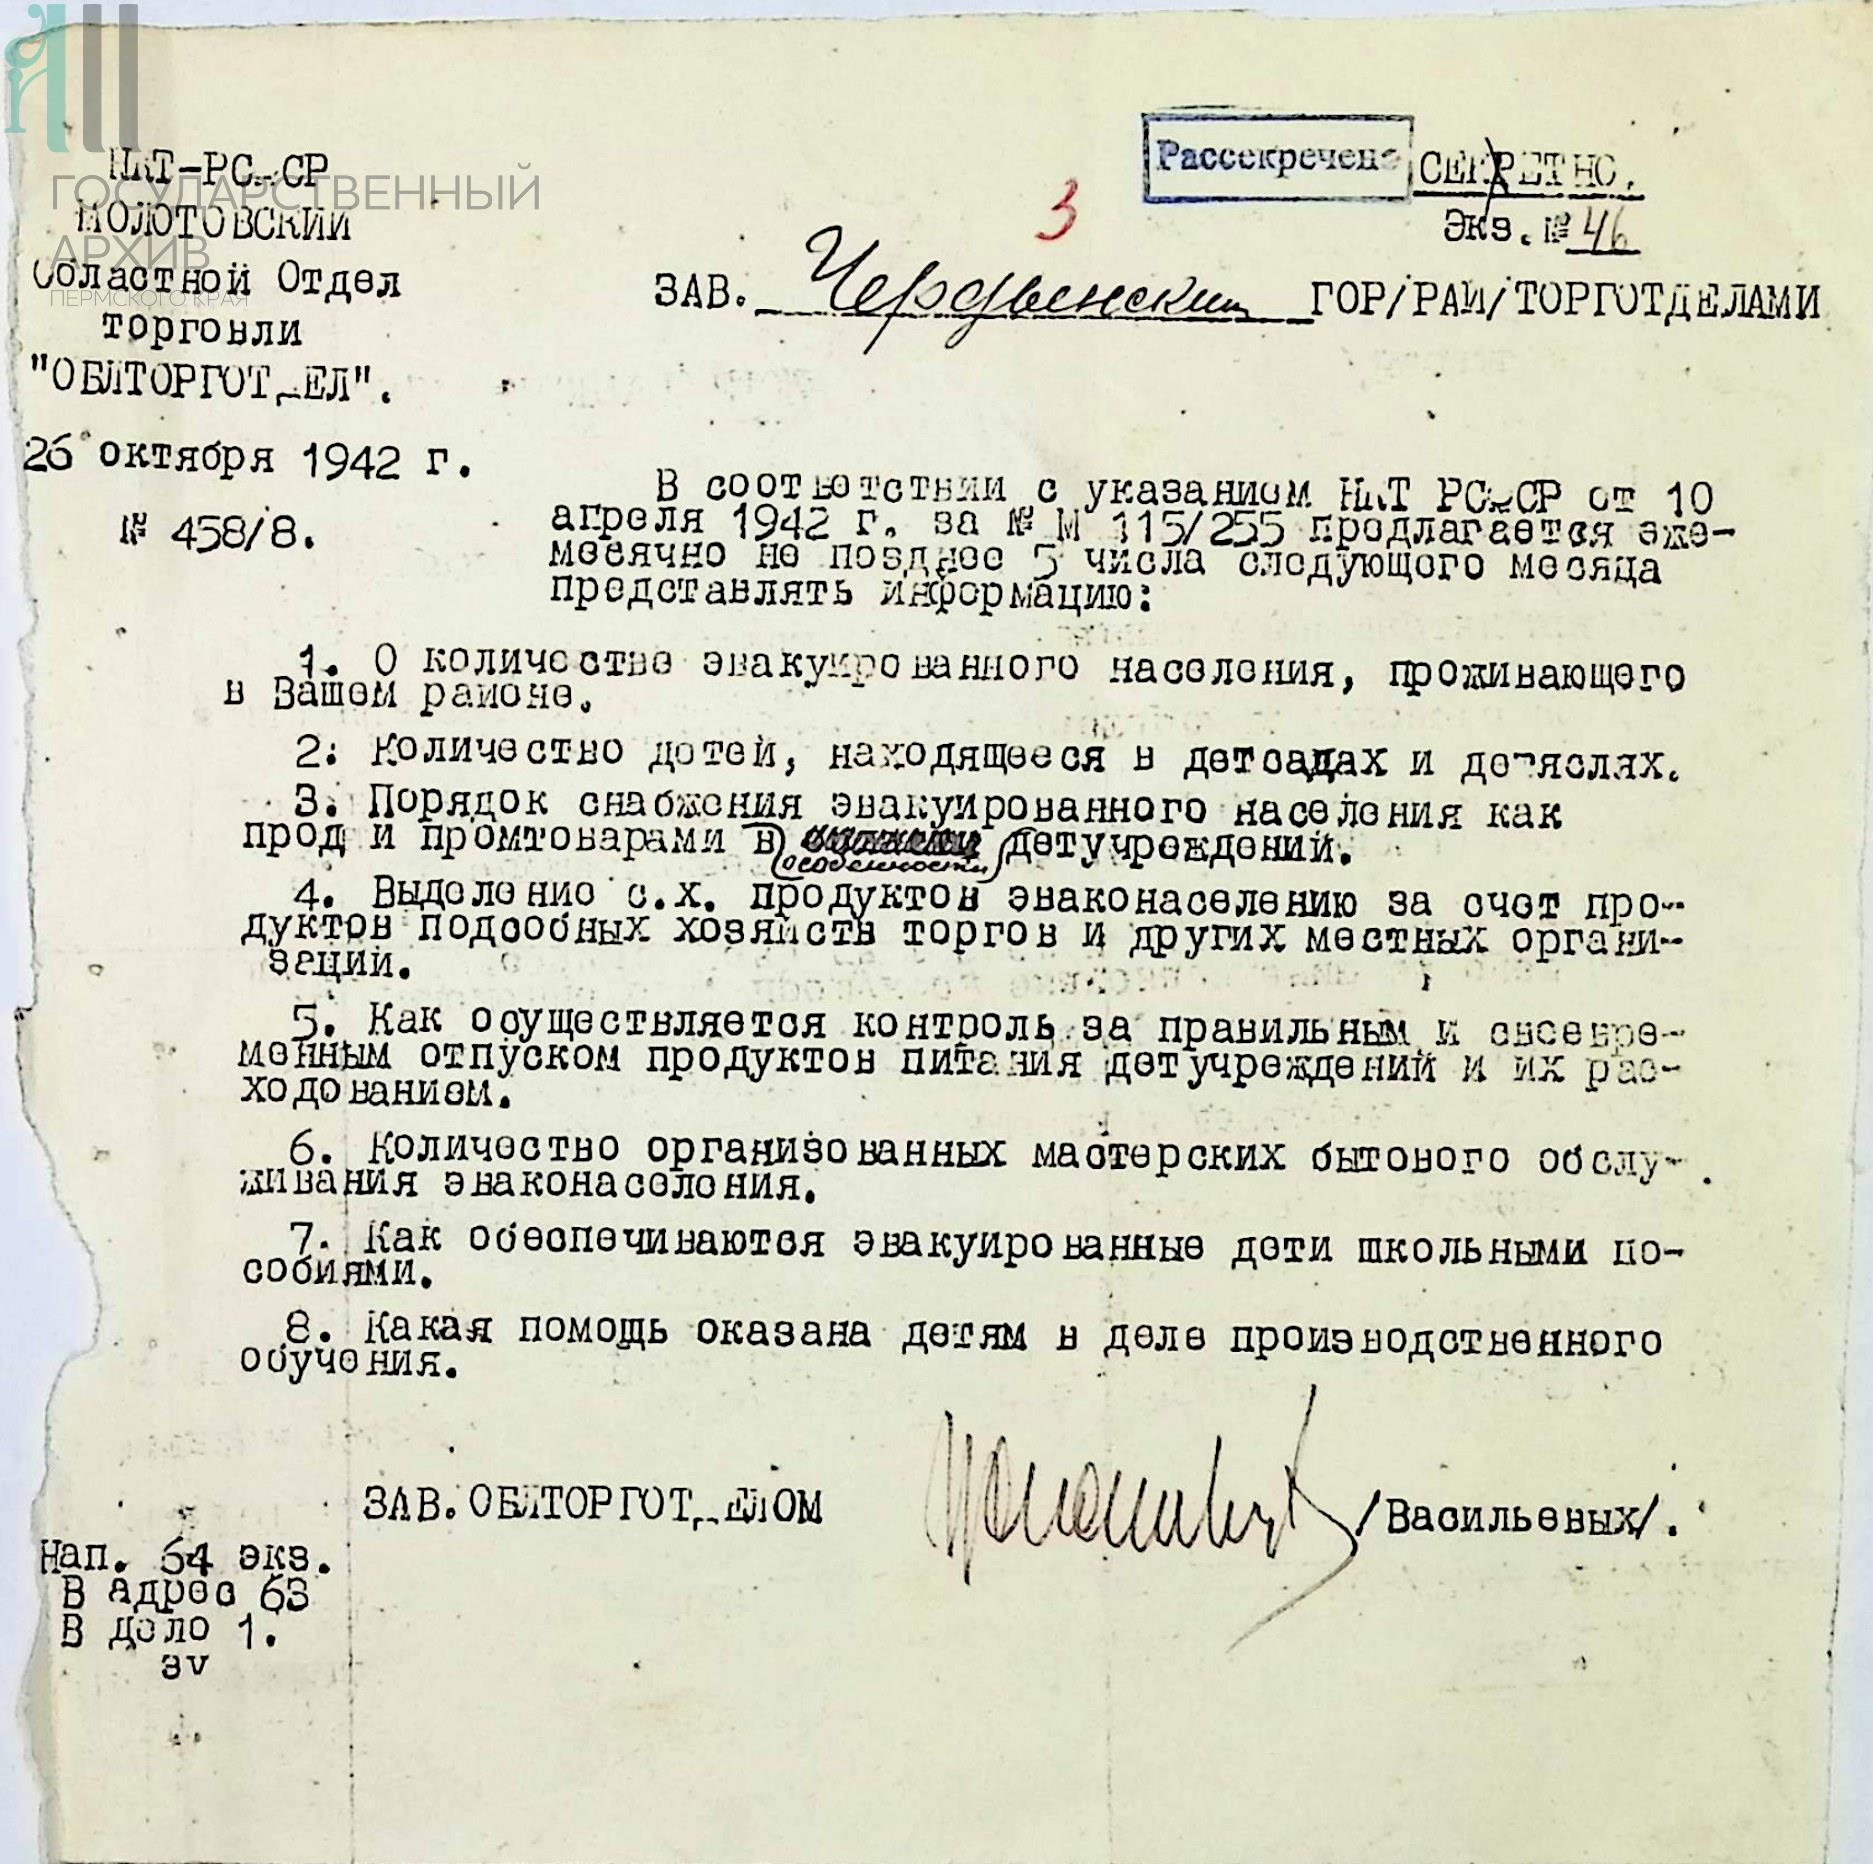 ГОСУДАРСТВЕННЫЙ
АРХИВ
ПЕРМСКОГО КРАЯ
НКТ-РСФСР
МОЛОТОВСКИЙ
Областной Отдел
торговли
"ОБЛТОРГОТДЕЛ".
26 октября 1942 г.
№ 458/8.
Рассекречено
СЕКРЕТНО.
Экз. № 46
3
ЗАВ. Чердынским ГОР/РАЙ/ТОРГОТДЕЛАМИ
В соответствии с указанием НКТ РСФСР от 10
апреля 1942 г. за № М 115/255 предлагается еже-
месячно не позднее 5 числа следующего месяца
представлять информацию:
1. О количестве эвакуированного населения, проживающего
в Вашем районе.
2. Количество детей, находящееся в детсадах и детяслях.
3. Порядок снабжения эвакуированного населения как
прод и промтоварами в детучреждений.
особенности
4. Выделение с.х. продуктов эваконаселению за счет про-
дуктов подсобных хозяйств торгов и других местных органи-
заций.
5. Как осуществляется контроль за правильным и своевре-
менным отпуском продуктов питания детучреждений и их рас-
ходованием.
6. Количество организованных мастерских бытового обслу-
живания эваконаселения.
7. Как обеспечиваются эвакуированные дети школьными по-
собиями.
8. Какая помощь оказана детям в деле производственного
обучения.
ЗАВ. ОБЛТОРГОТДЕЛОМ /Васильевых/.
Нап. 64 экз.
В адрес 63
В дело 1.
зv